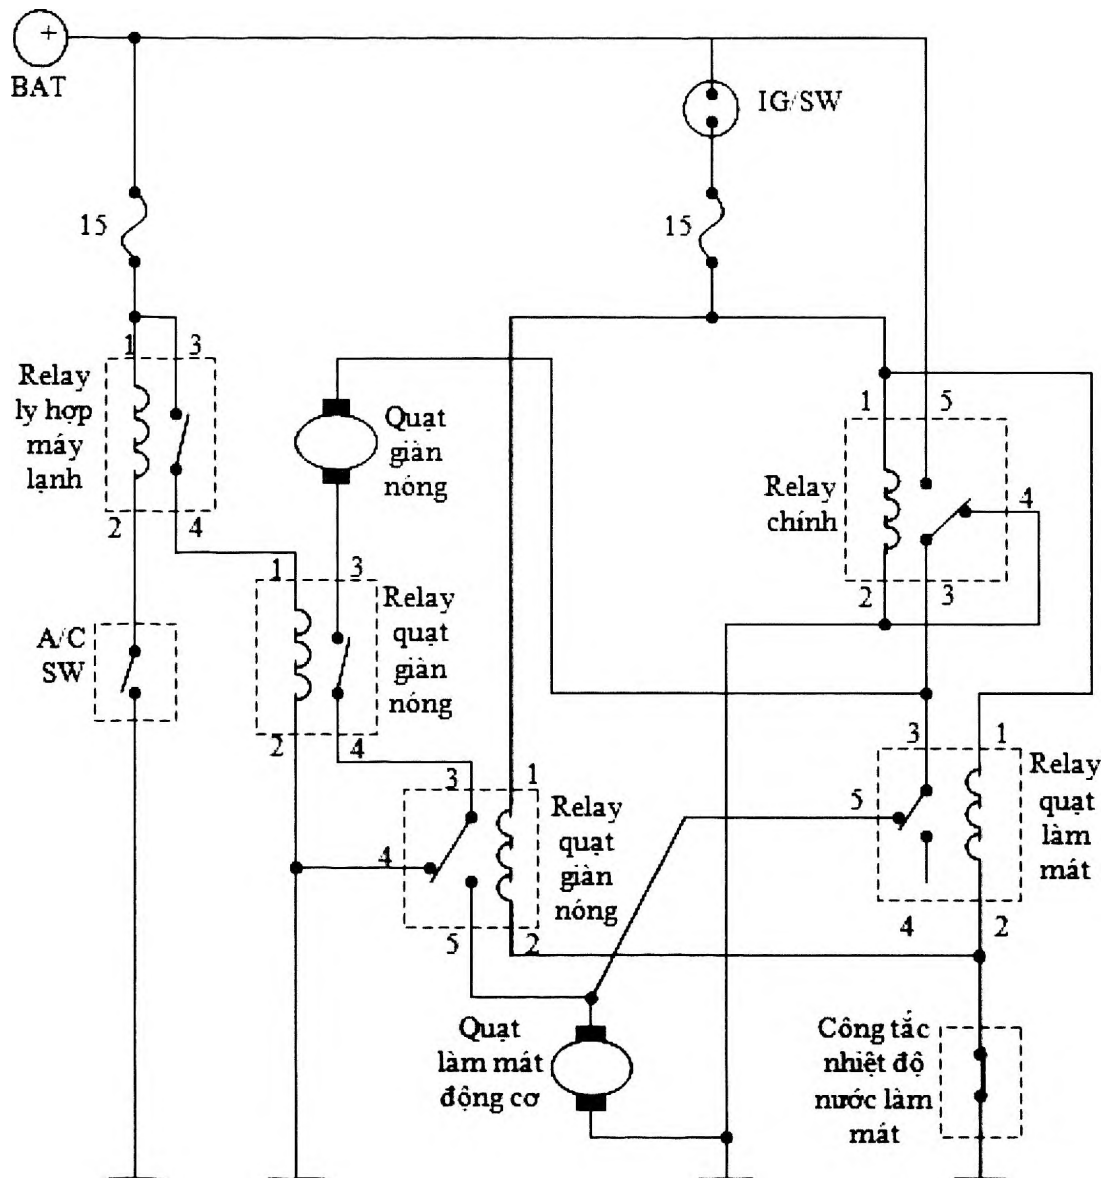 +
BAT
IG/SW
15
15
1
3
Relay
ly hợp
máy
lạnh
2
4
Quạt
giàn
nóng
1
5
Relay
chính
4
2
3
1
3
Relay
quạt
giàn
nóng
A/C
SW
2
4
3
1
Relay
quạt
giàn
nóng
4
5
2
3
1
Relay
quạt
làm
mát
5
4
2
Quạt
làm mát
động cơ
Công tắc
nhiệt độ
nước làm
mát